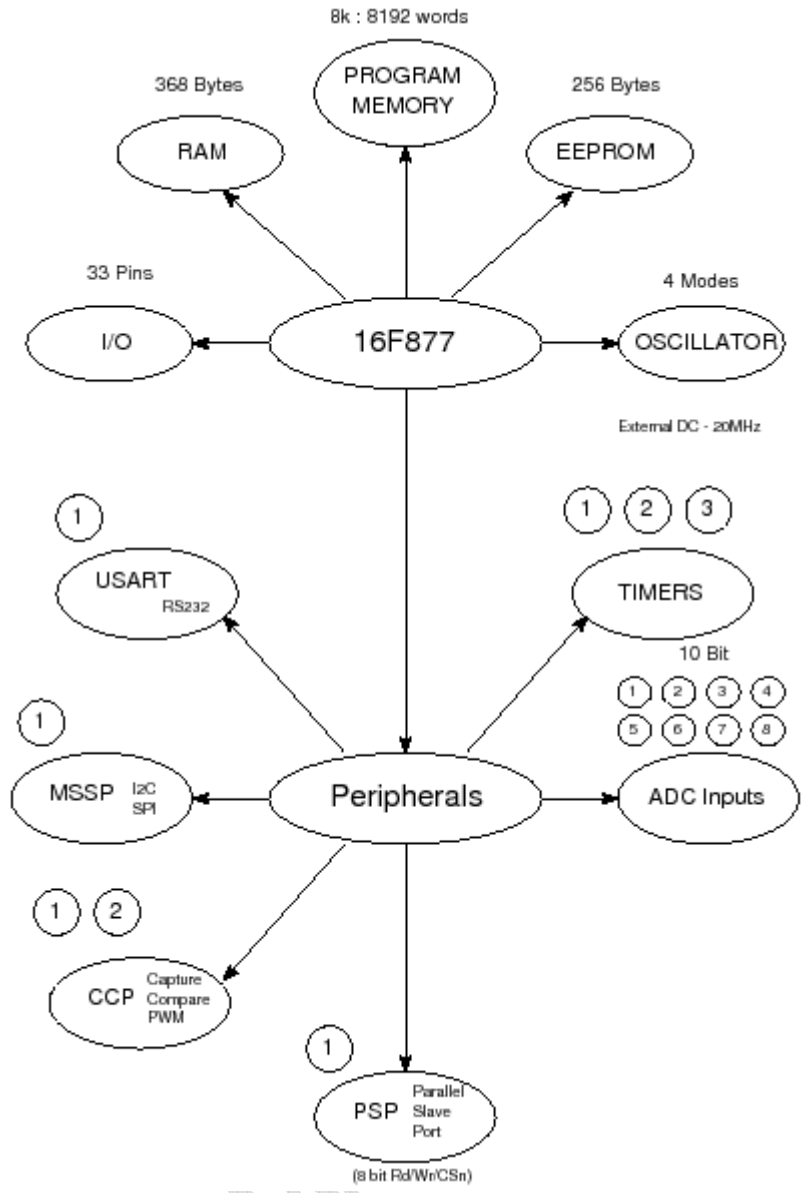 8k : 8192 words
PROGRAM
MEMORY
368 Bytes
RAM
256 Bytes
EEPROM
33 Pins
I/O
16F877
4 Modes
OSCILLATOR
External DC - 20MHz
1
USART
RS232
1 2 3
TIMERS
10 Bit
1 2 3 4
5 6 7 8
ADC Inputs
1
MSSP
I2C
SPI
Peripherals
1 2
CCP
Capture
Compare
PWM
1
PSP
Parallel
Slave
Port
(8 bit Rd/Wr/CSn)